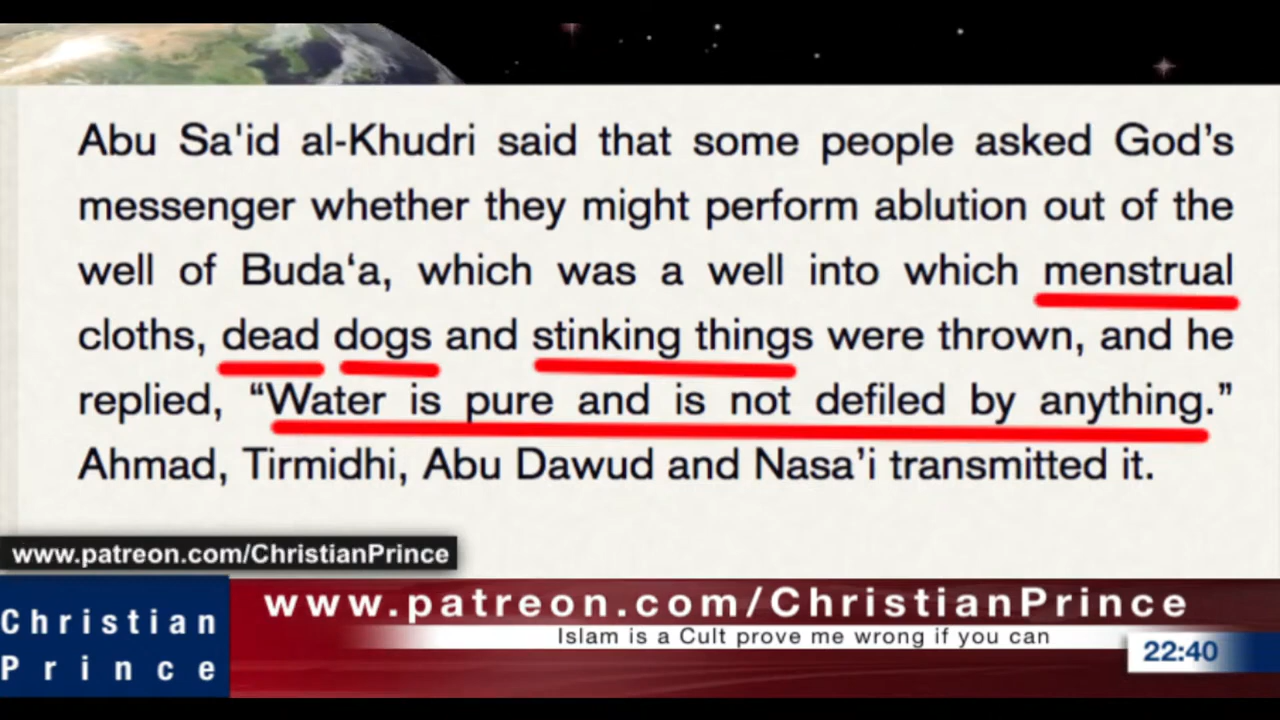 Abu Sa'id al-Khudri said that some people asked God’s
messenger whether they might perform ablution out of the
well of Buda‘a, which was a well into which menstrual
cloths, dead dogs and stinking things were thrown, and he
replied, “Water is pure and is not defiled by anything.”
Ahmad, Tirmidhi, Abu Dawud and Nasa’i transmitted it.
www.patreon.com/ChristianPrince
Christian
Prince
www.patreon.com/ChristianPrince
Islam is a Cult prove me wrong if you can
22:40